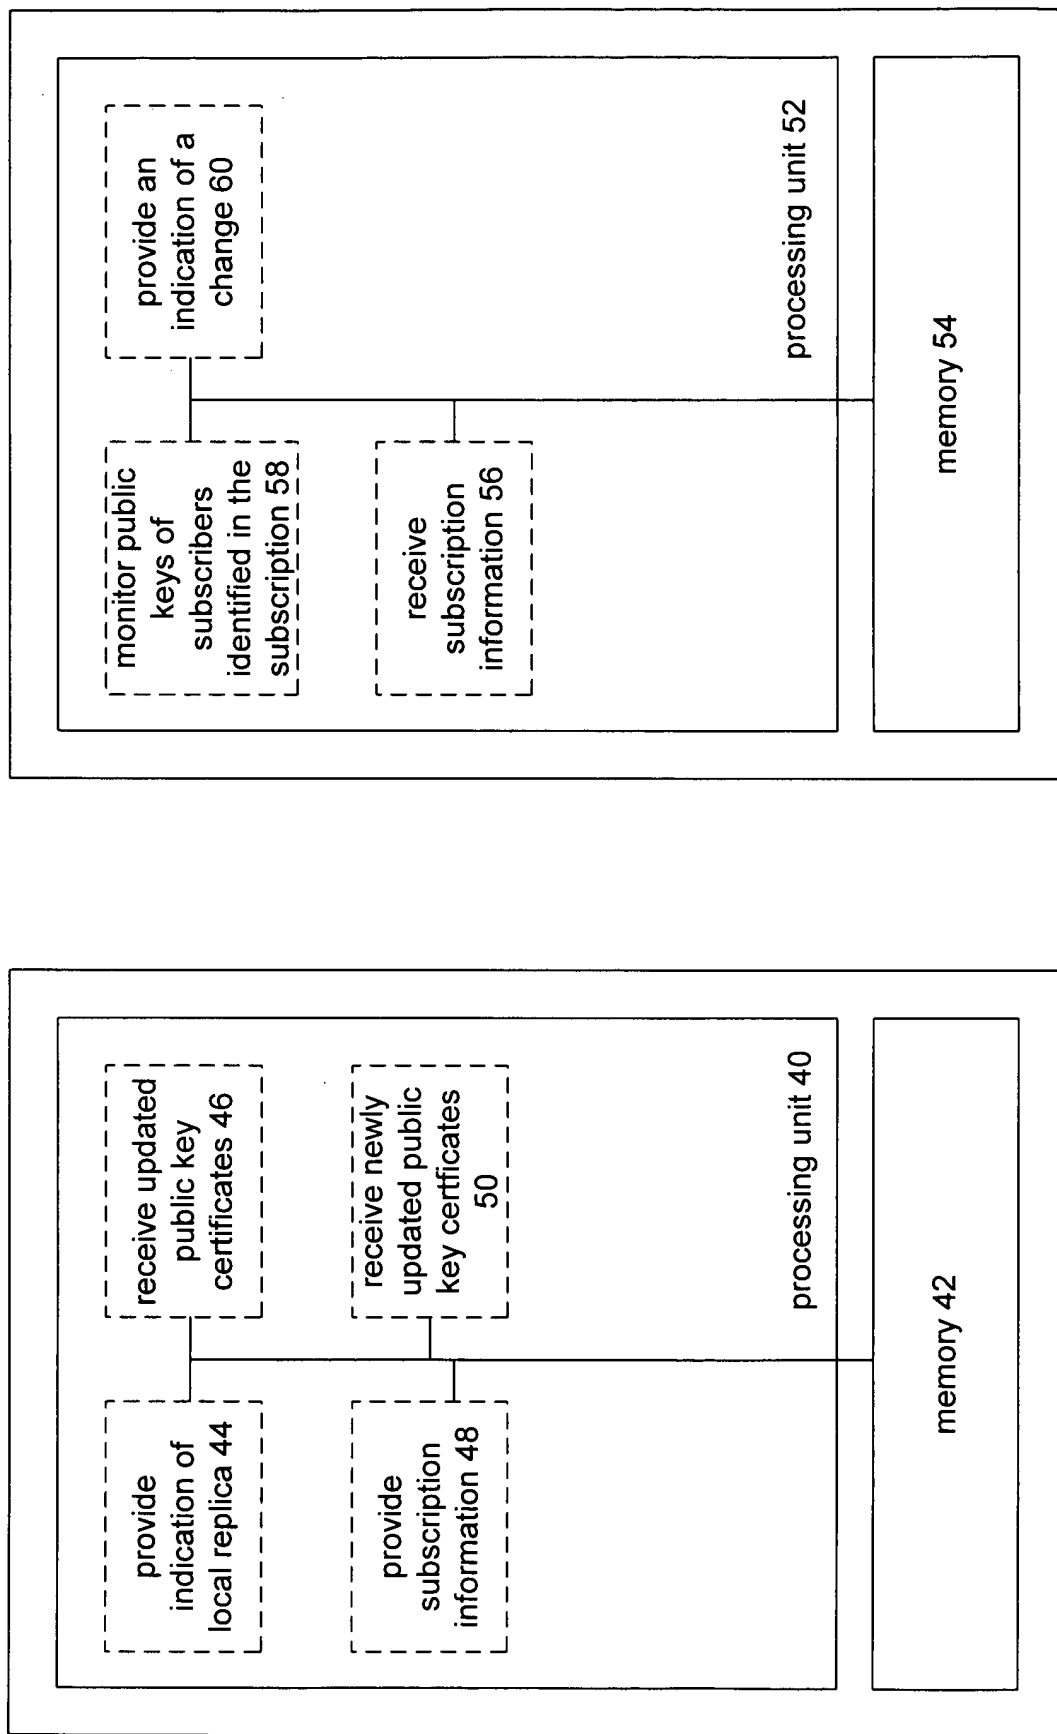 provide
indication of
local replica 44
receive updated
public key
certificates 46
provide
subscription
information 48
receive newly
updated public
key certficates
50
processing unit 40
memory 42
monitor public
keys of
subscribers
identified in the
subscription 58
provide an
indication of a
change 60
receive
subscription
information 56
processing unit 52
memory 54